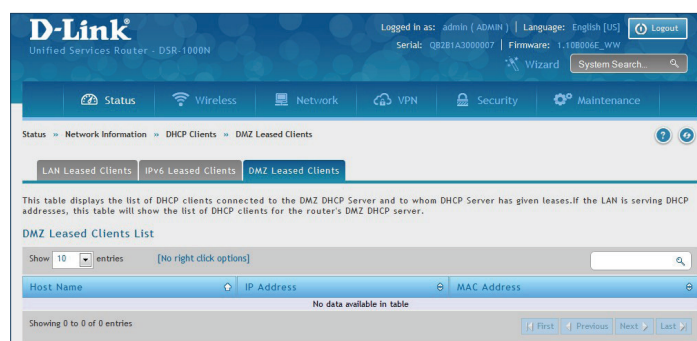 D-Link®
Logged in as: admin ( ADMIN ) | Language: English [US] Logout
Unified Services Router - DSR-1000N
Serial: QB2B1A3000007 | Firmware: 1.10B006E_WW
Wizard System Search..
Status Wireless Network VPN Security Maintenance
Status » Network Information » DHCP Clients » DMZ Leased Clients
LAN Leased Clients IPv6 Leased Clients DMZ Leased Clients
This table displays the list of DHCP clients connected to the DMZ DHCP Server and to whom DHCP Server has given leases.If the LAN is serving DHCP
addresses, this table will show the list of DHCP clients for the router's DMZ DHCP server.
DMZ Leased Clients List
Show 10 entries [No right click options]
Host Name IP Address MAC Address
No data available in table
Showing 0 to 0 of 0 entries
First Previous Next Last